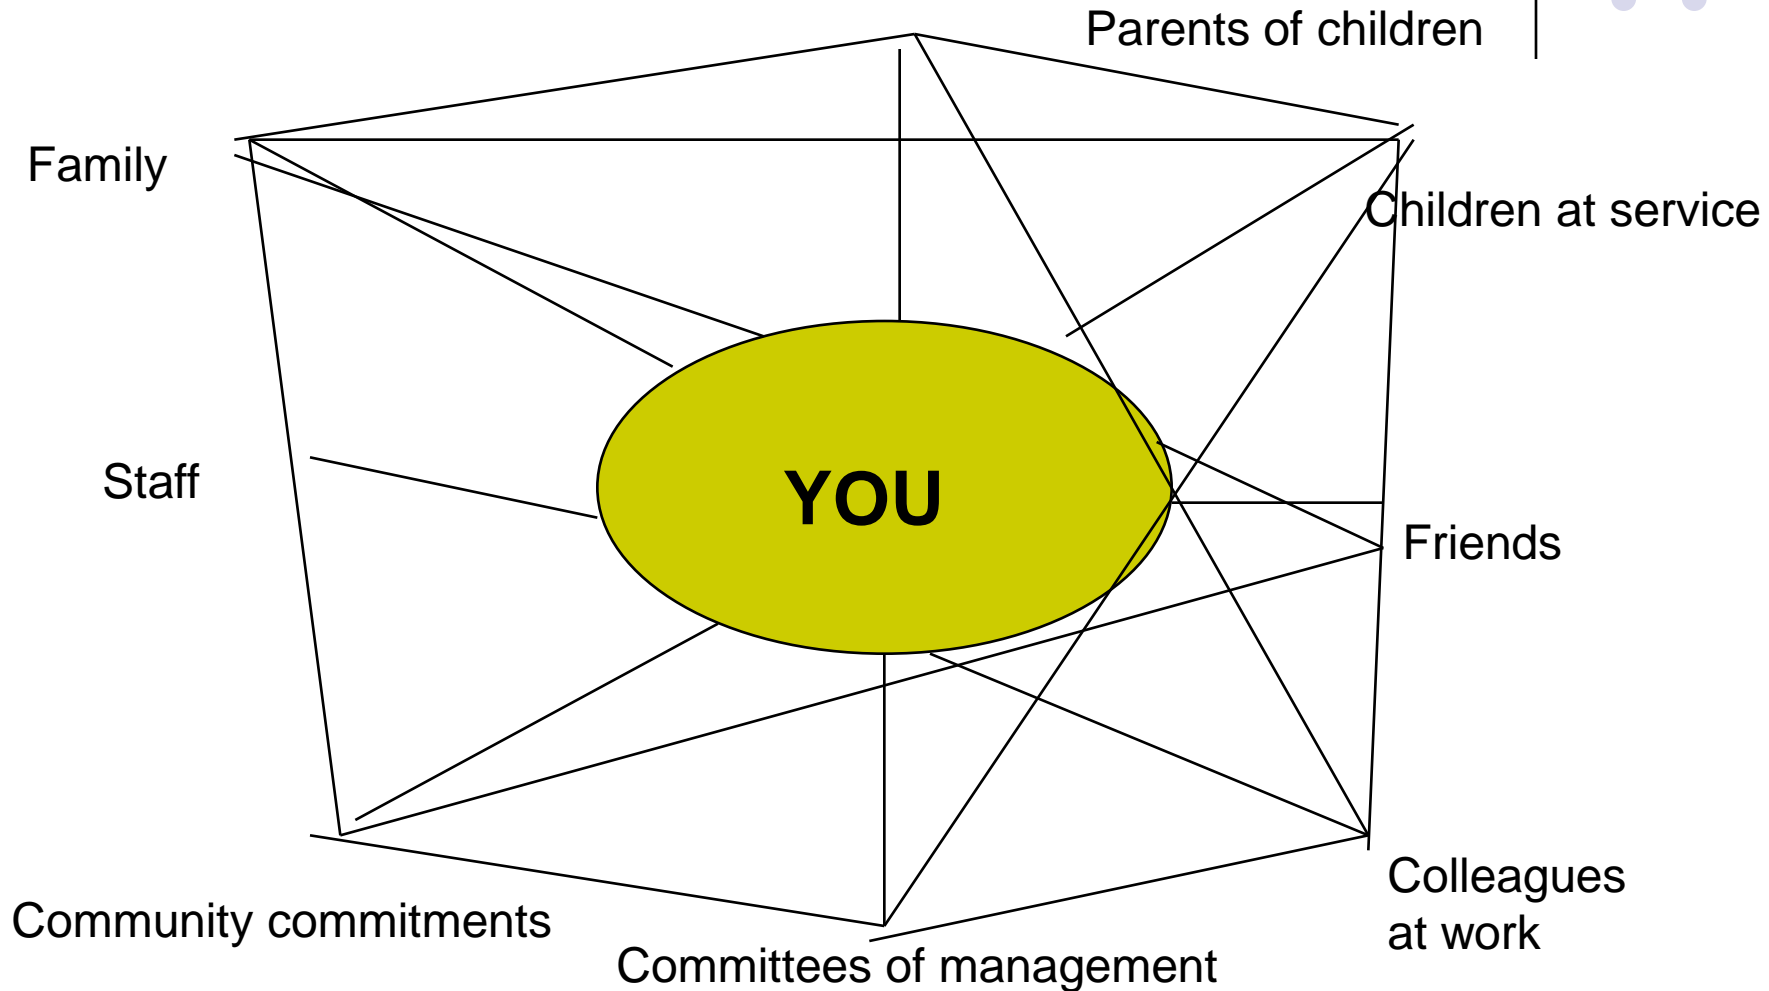 Parents of children
Family
Children at service
Staff
YOU
Friends
Colleagues
at work
Community commitments
Committees of management